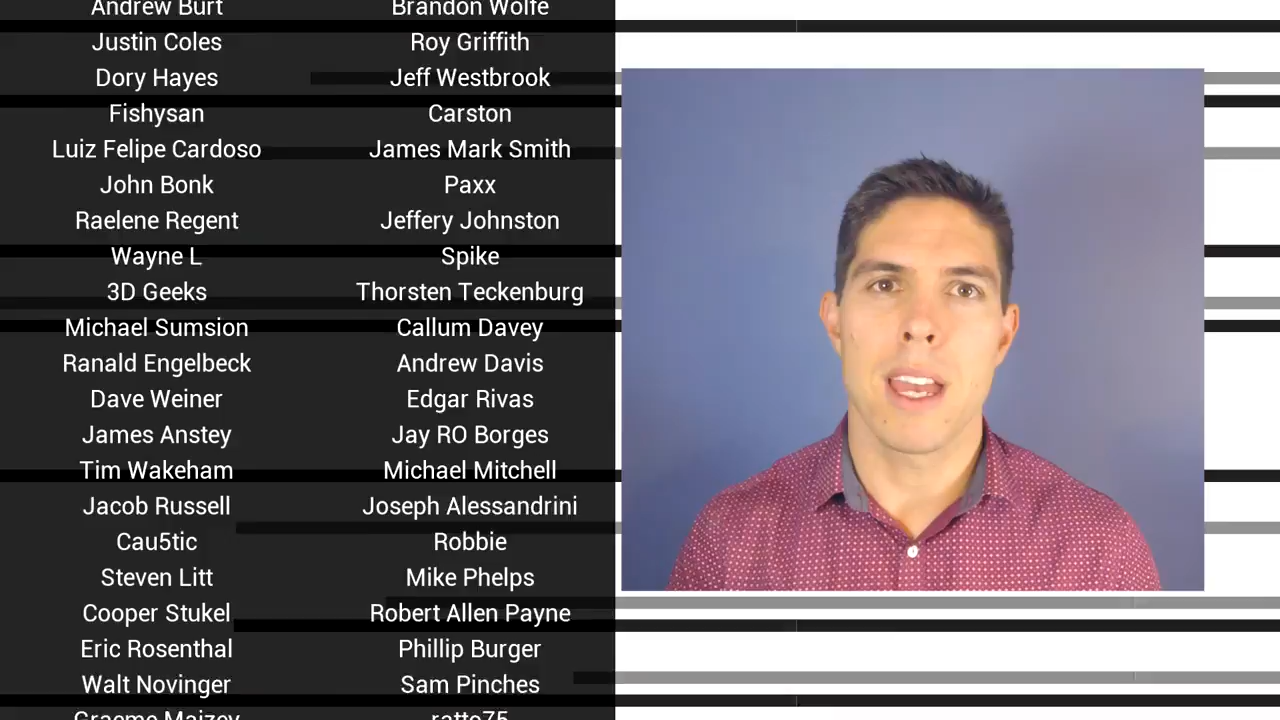 Andrew Burt Brandon Wolfe
Justin Coles Roy Griffith
Dory Hayes Jeff Westbrook
Fishysan Carston
Luiz Felipe Cardoso James Mark Smith
John Bonk Paxx
Raelene Regent Jeffery Johnston
Wayne L Spike
3D Geeks Thorsten Teckenburg
Michael Sumsion Callum Davey
Ranald Engelbeck Andrew Davis
Dave Weiner Edgar Rivas
James Anstey Jay RO Borges
Tim Wakeham Michael Mitchell
Jacob Russell Joseph Alessandrini
Cau5tic Robbie
Steven Litt Mike Phelps
Cooper Stukel Robert Allen Payne
Eric Rosenthal Phillip Burger
Walt Novinger Sam Pinches
Graeme Maizey ratte75